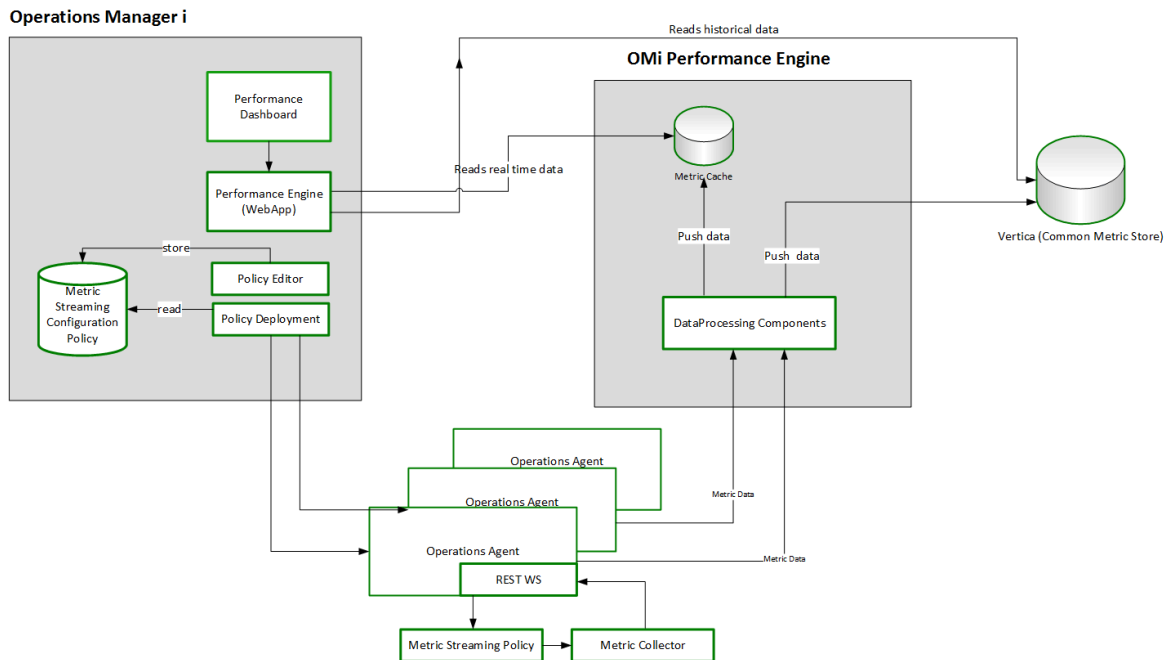 Operations Manager i
Reads historical data
OMi Performance Engine
Performance
Dashboard
Reads real time data
Metric Cache
Performance Engine
(WebApp)
Vertica (Common Metric Store)
store
Push data
Push  data
Policy Editor
Metric
Streaming
Configuration
Policy
read
Policy Deployment
DataProcessing Components
Operations Agent
Operations Agent
Metric Data
Operations Agent
Metric Data
REST WS
Metric Streaming Policy
Metric Collector